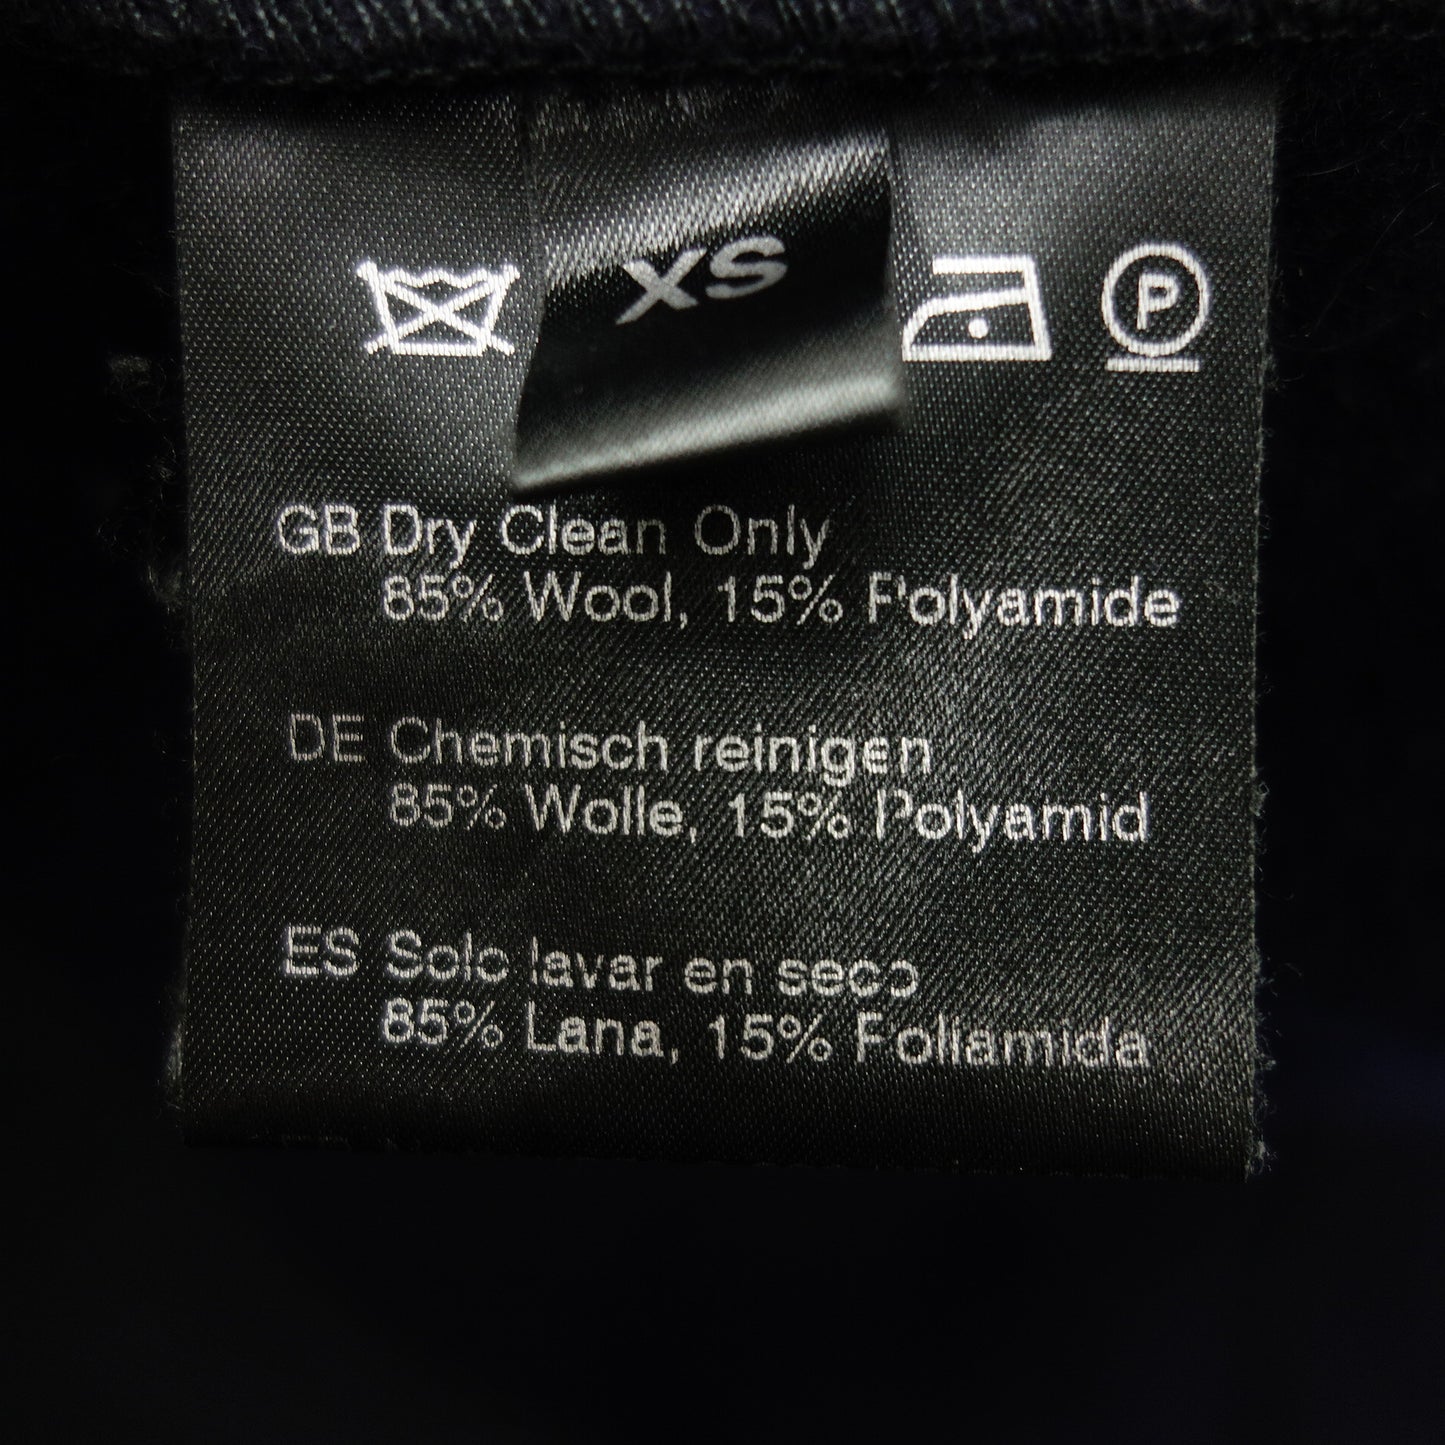 XS
P
GB Dry Clean Only
85% Wool, 15% Polyamide
DE Chemisch reinigen
85% Wolle, 15% Polyamid
ES Solo lavar en seco
85% Lana, 15% Poliamida